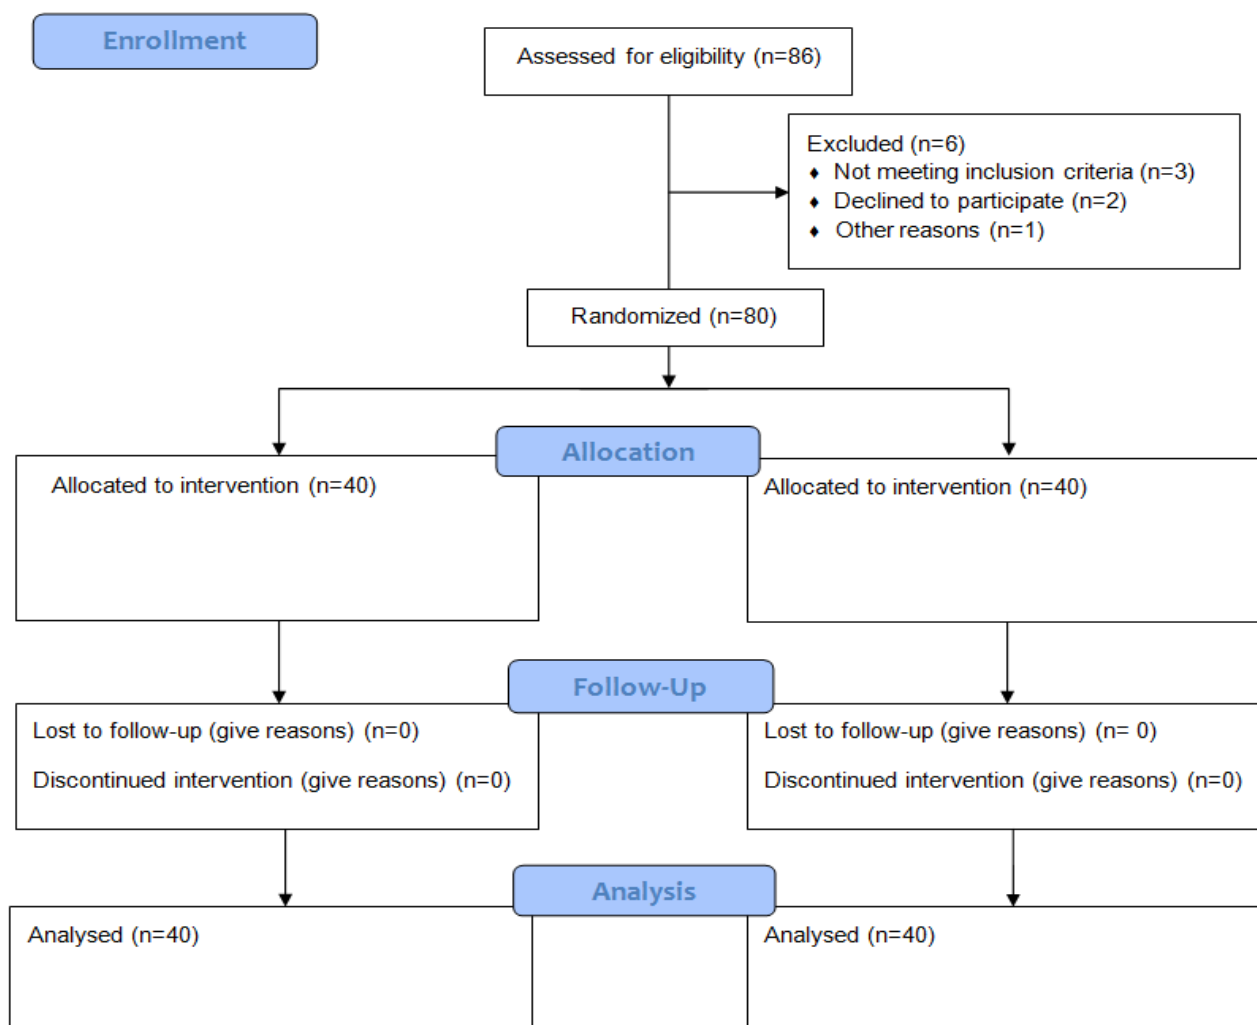 Enrollment
Assessed for eligibility (n=86)
Excluded (n=6)
♦ Not meeting inclusion criteria (n=3)
♦ Declined to participate (n=2)
♦ Other reasons (n=1)
Randomized (n=80)
Allocation
Allocated to intervention (n=40)
Allocated to intervention (n=40)
Follow-Up
Lost to follow-up (give reasons) (n=0)
Discontinued intervention (give reasons) (n=0)
Lost to follow-up (give reasons) (n= 0)
Discontinued intervention (give reasons) (n=0)
Analysis
Analysed (n=40)
Analysed (n=40)